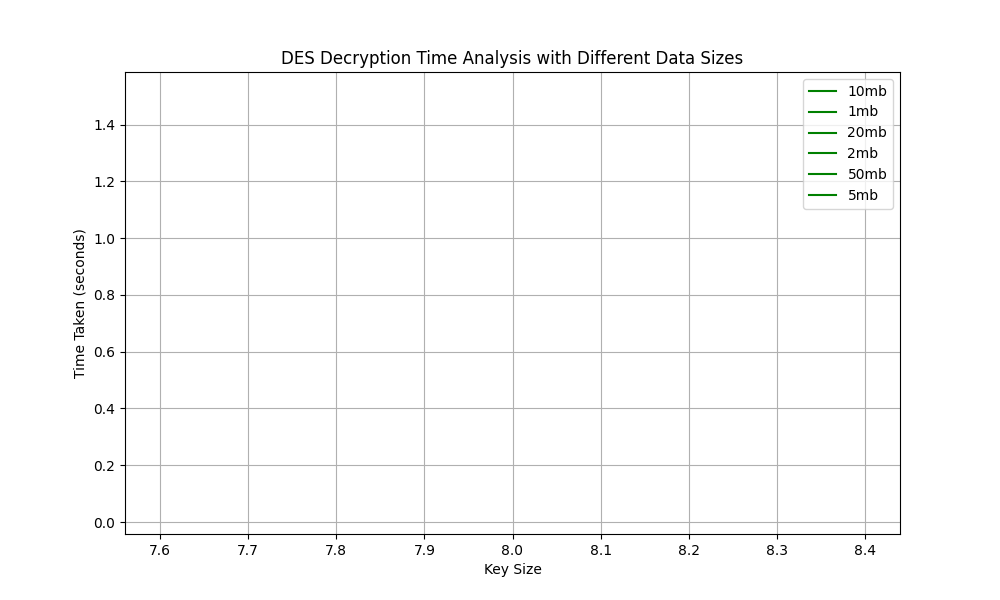 DES Decryption Time Analysis with Different Data Sizes
10mb
1mb
20mb
2mb
50mb
5mb
1.4
1.2
1.0
0.8
0.6
0.4
0.2
0.0
Time Taken (seconds)
7.6 7.7 7.8 7.9 8.0 8.1 8.2 8.3 8.4
Key Size